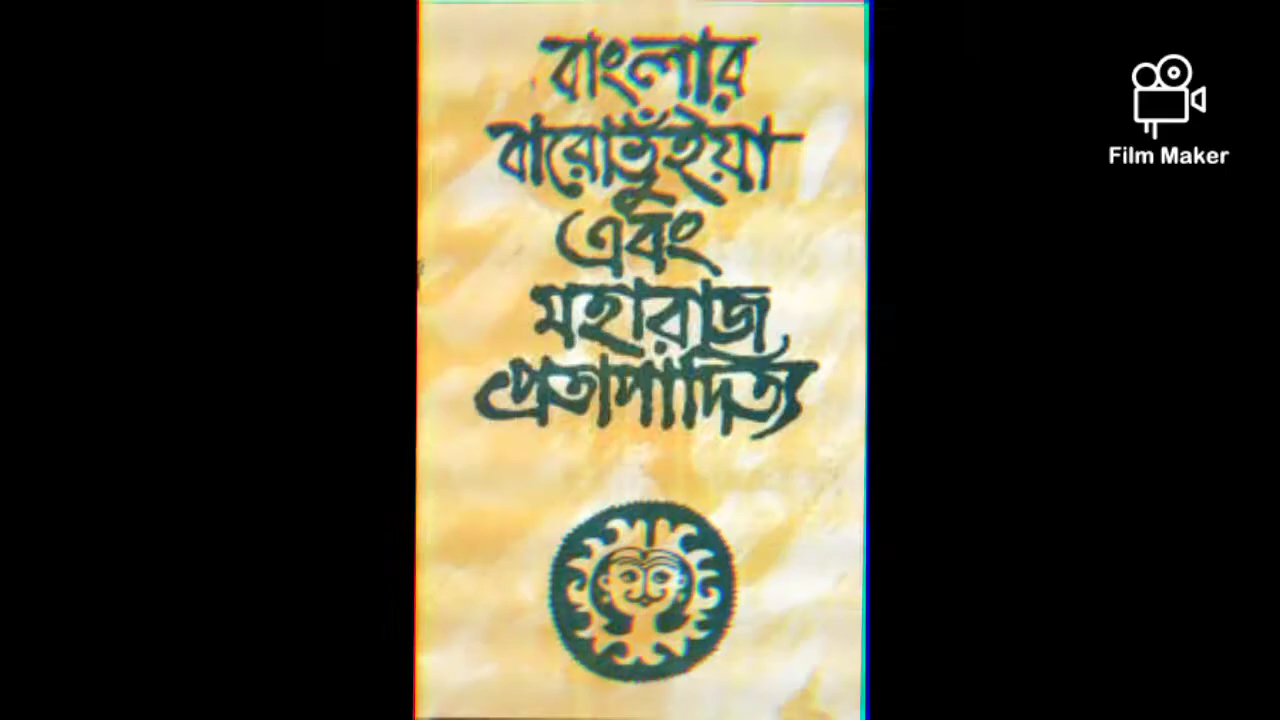 বাংলার
বারোভুঁইয়া
এবং
মহারাজ
প্রতাপাদিত্য
Film Maker